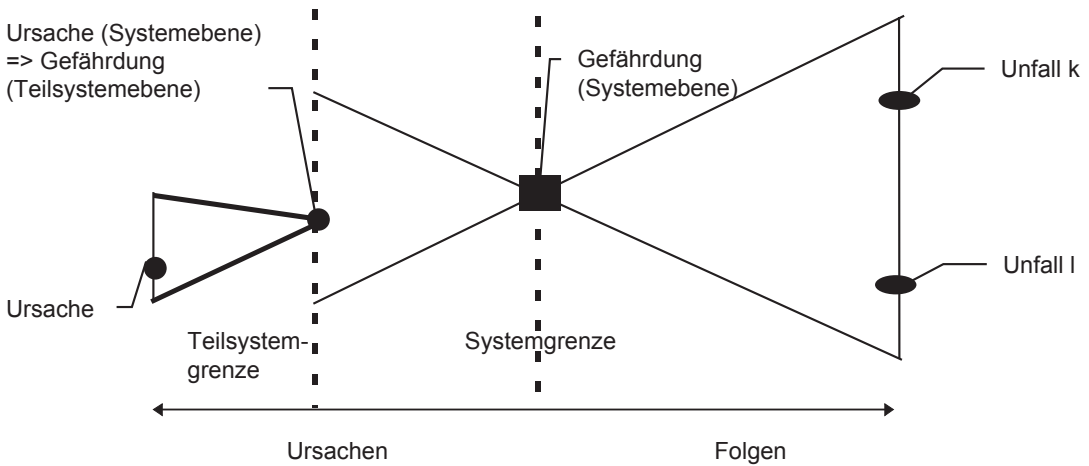 Ursache (Systemebene)
=> Gefährdung
(Teilsystemebene)
Gefährdung
(Systemebene)
Unfall k
Unfall l
Ursache
Teilsystem-
grenze
Systemgrenze
Ursachen
Folgen